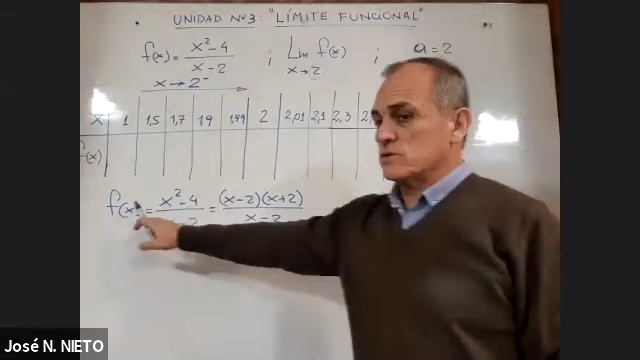 UNIDAD Nº3: "LÍMITE FUNCIONAL"
f(x) = x²-4 / x-2 ; Lim x→2 f(x) ; a = 2
x → 2⁻
x 1 1,5 1,7 1,9 1,99 2 2,01 2,1 2,3
f(x)
f(x) = x²-4 / x-2 = (x-2)(x+2) / x-2
José N. NIETO